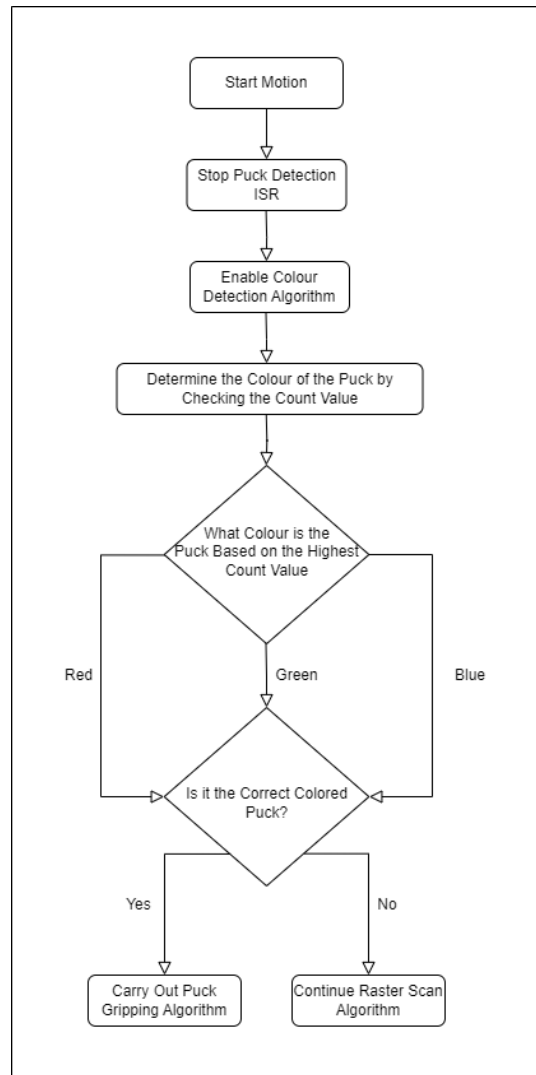 Start Motion
Stop Puck Detection
ISR
Enable Colour
Detection Algorithm
Determine the Colour of the Puck by
Checking the Count Value
What Colour is the
Puck Based on the Highest
Count Value
Red
Green
Blue
Is it the Correct Colored
Puck?
Yes
No
Carry Out Puck
Gripping Algorithm
Continue Raster Scan
Algorithm